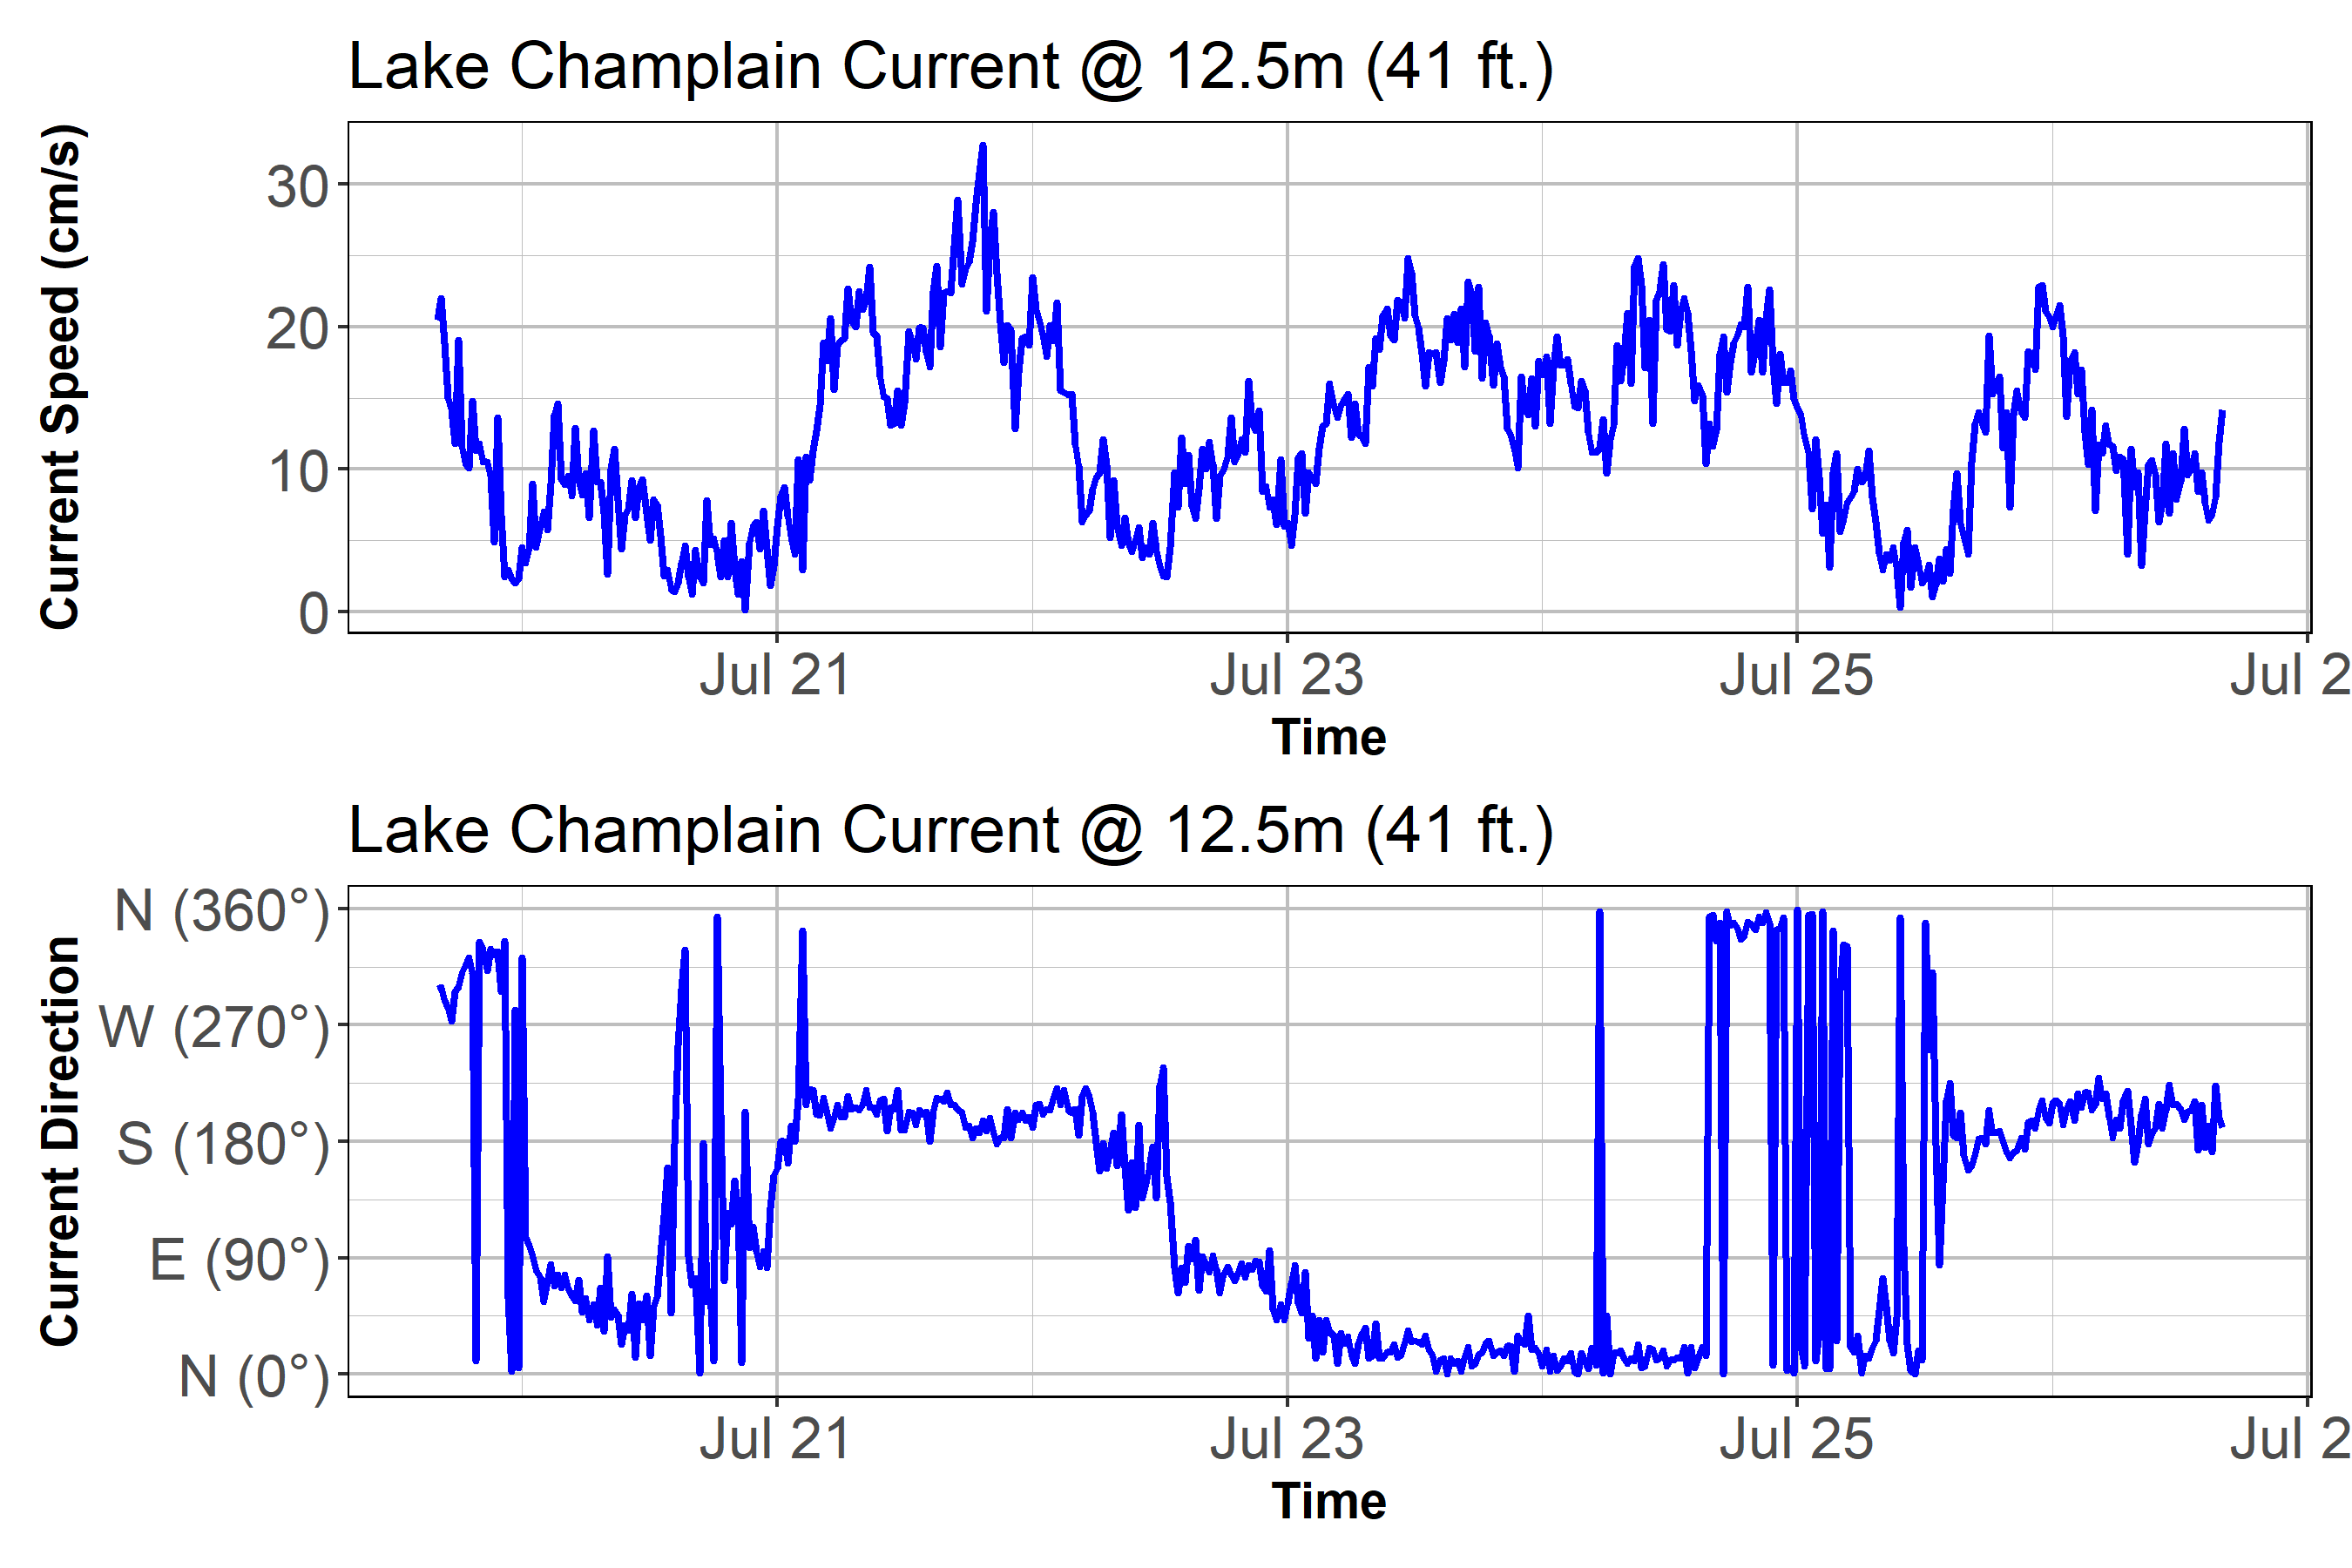 Lake Champlain Current @ 12.5m (41 ft.)
Current Speed (cm/s)
30
20
10
0
Jul 21 Jul 23 Jul 25 Jul 2
Time
Lake Champlain Current @ 12.5m (41 ft.)
Current Direction
N (360°)
W (270°)
S (180°)
E (90°)
N (0°)
Jul 21 Jul 23 Jul 25 Jul 2
Time